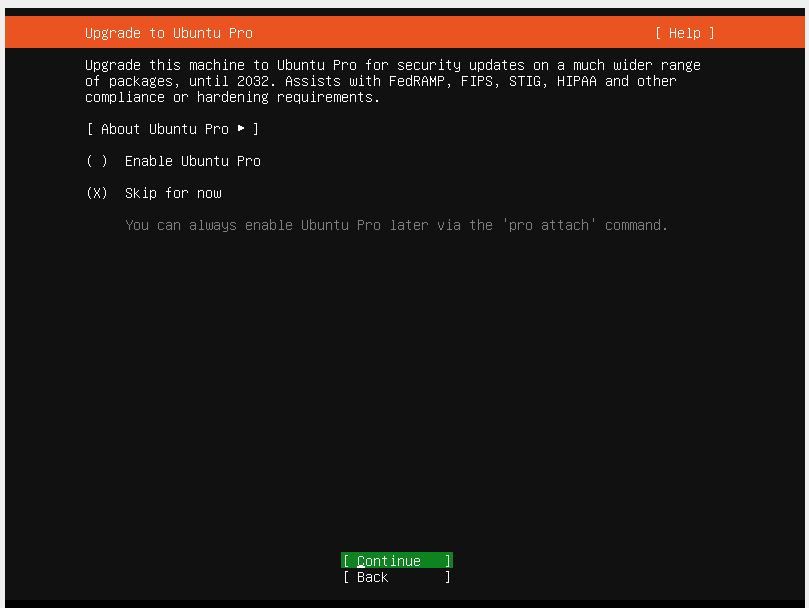 Upgrade to Ubuntu Pro [ Help ]
Upgrade this machine to Ubuntu Pro for security updates on a much wider range
of packages, until 2032. Assists with FedRAMP, FIPS, STIG, HIPAA and other
compliance or hardening requirements.
[ About Ubuntu Pro ▸ ]
( ) Enable Ubuntu Pro
(X) Skip for now
You can always enable Ubuntu Pro later via the 'pro attach' command.
[ Continue ]
[ Back ]